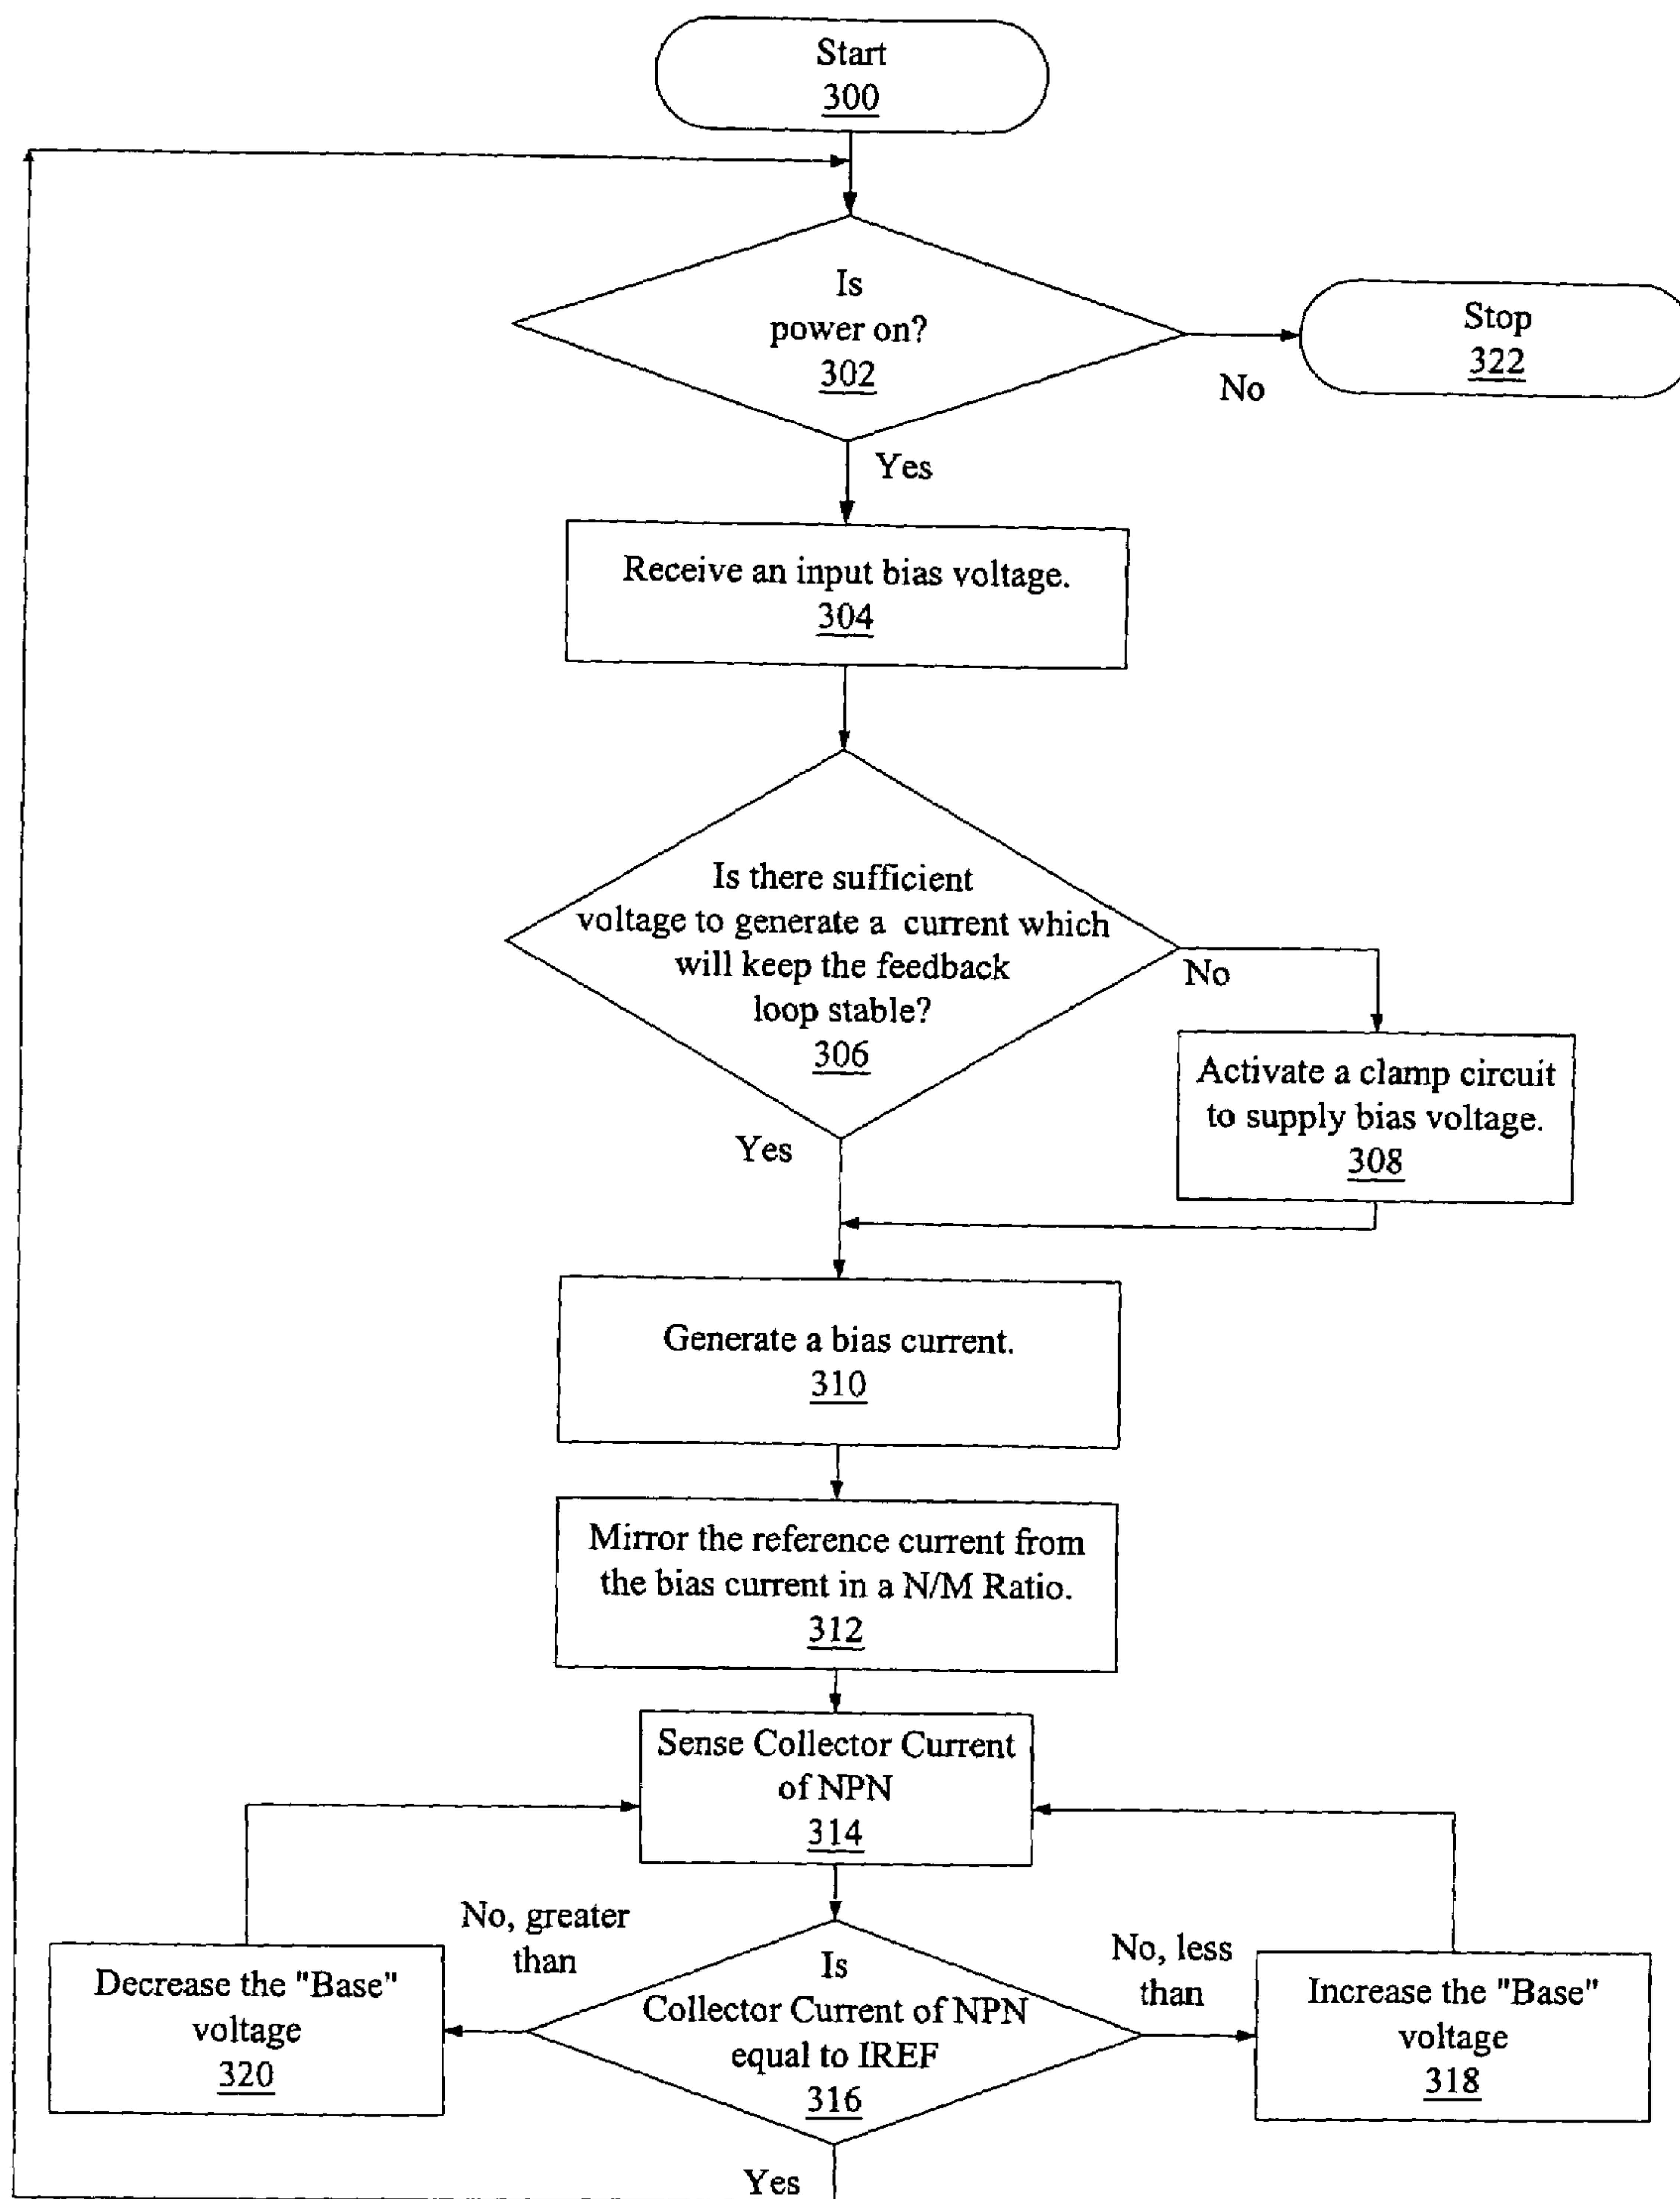 Start
300
Is
power on?
302
No
Stop
322
Yes
Receive an input bias voltage.
304
Is there sufficient
voltage to generate a current which
will keep the feedback
loop stable?
306
No
Activate a clamp circuit
to supply bias voltage.
308
Yes
Generate a bias current.
310
Mirror the reference current from
the bias current in a N/M Ratio.
312
Sense Collector Current
of NPN
314
No, greater
than
No, less
than
Decrease the "Base"
voltage
320
Is
Collector Current of NPN
equal to IREF
316
Increase the "Base"
voltage
318
Yes